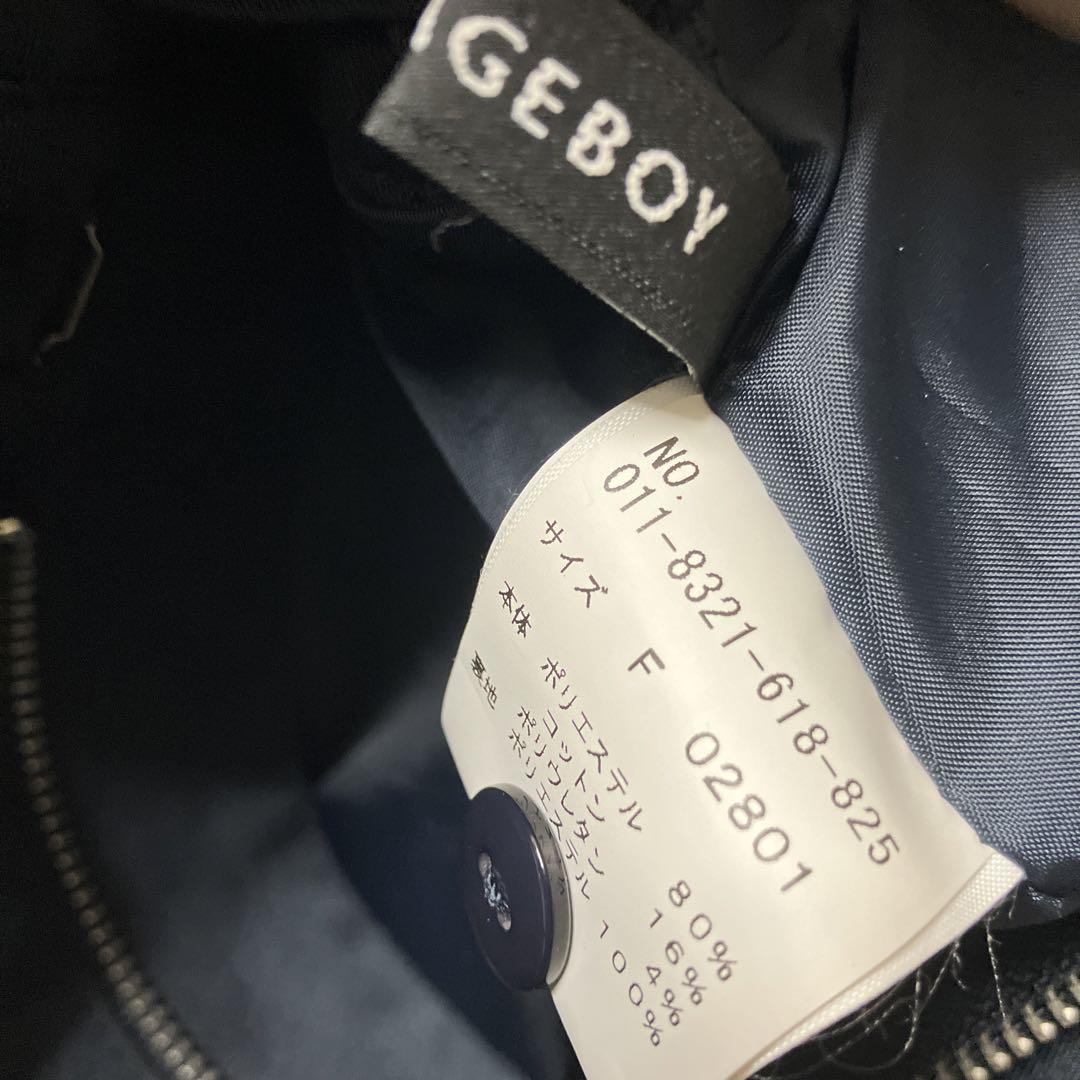 GEBOY
NO.
011-8321-618-825
サイズ F 02801
本体 ポリエステル 80%
コットン 16%
ポリウレタン 4%
裏地 ポリエステル 100%